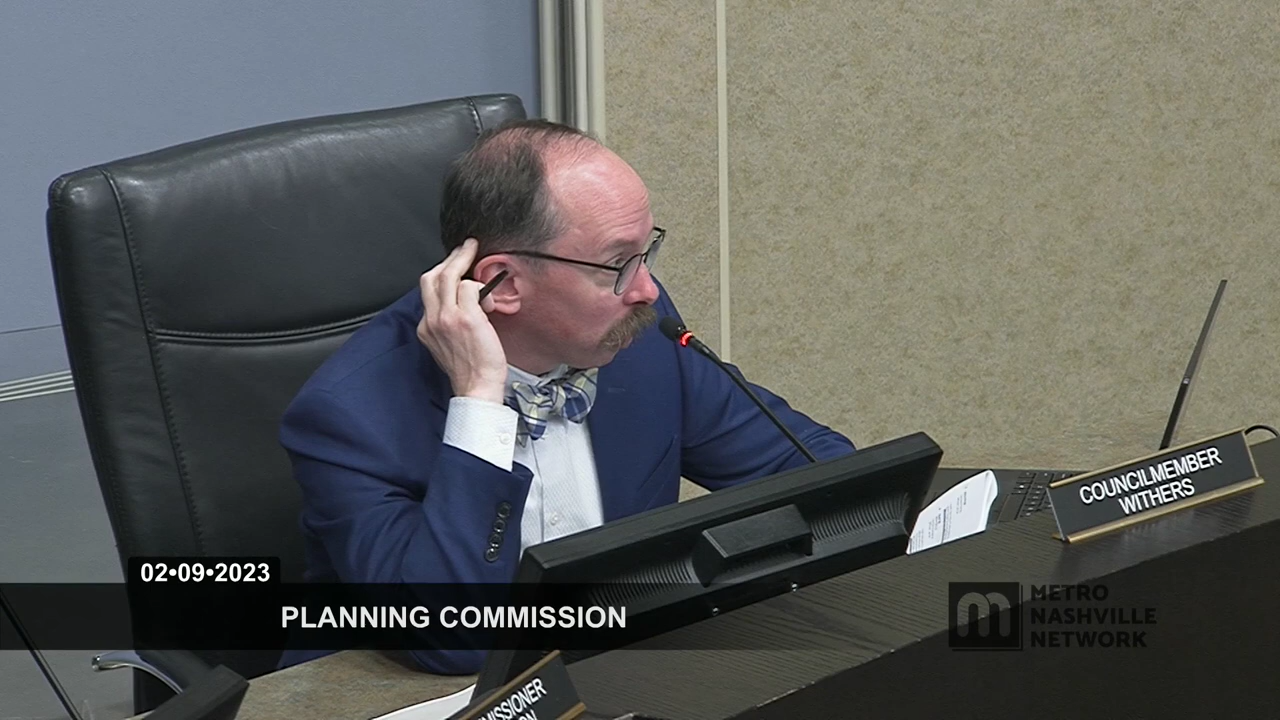 COUNCILMEMBER
WITHERS
02•09•2023
PLANNING COMMISSION
m
METRO
NASHVILLE
NETWORK